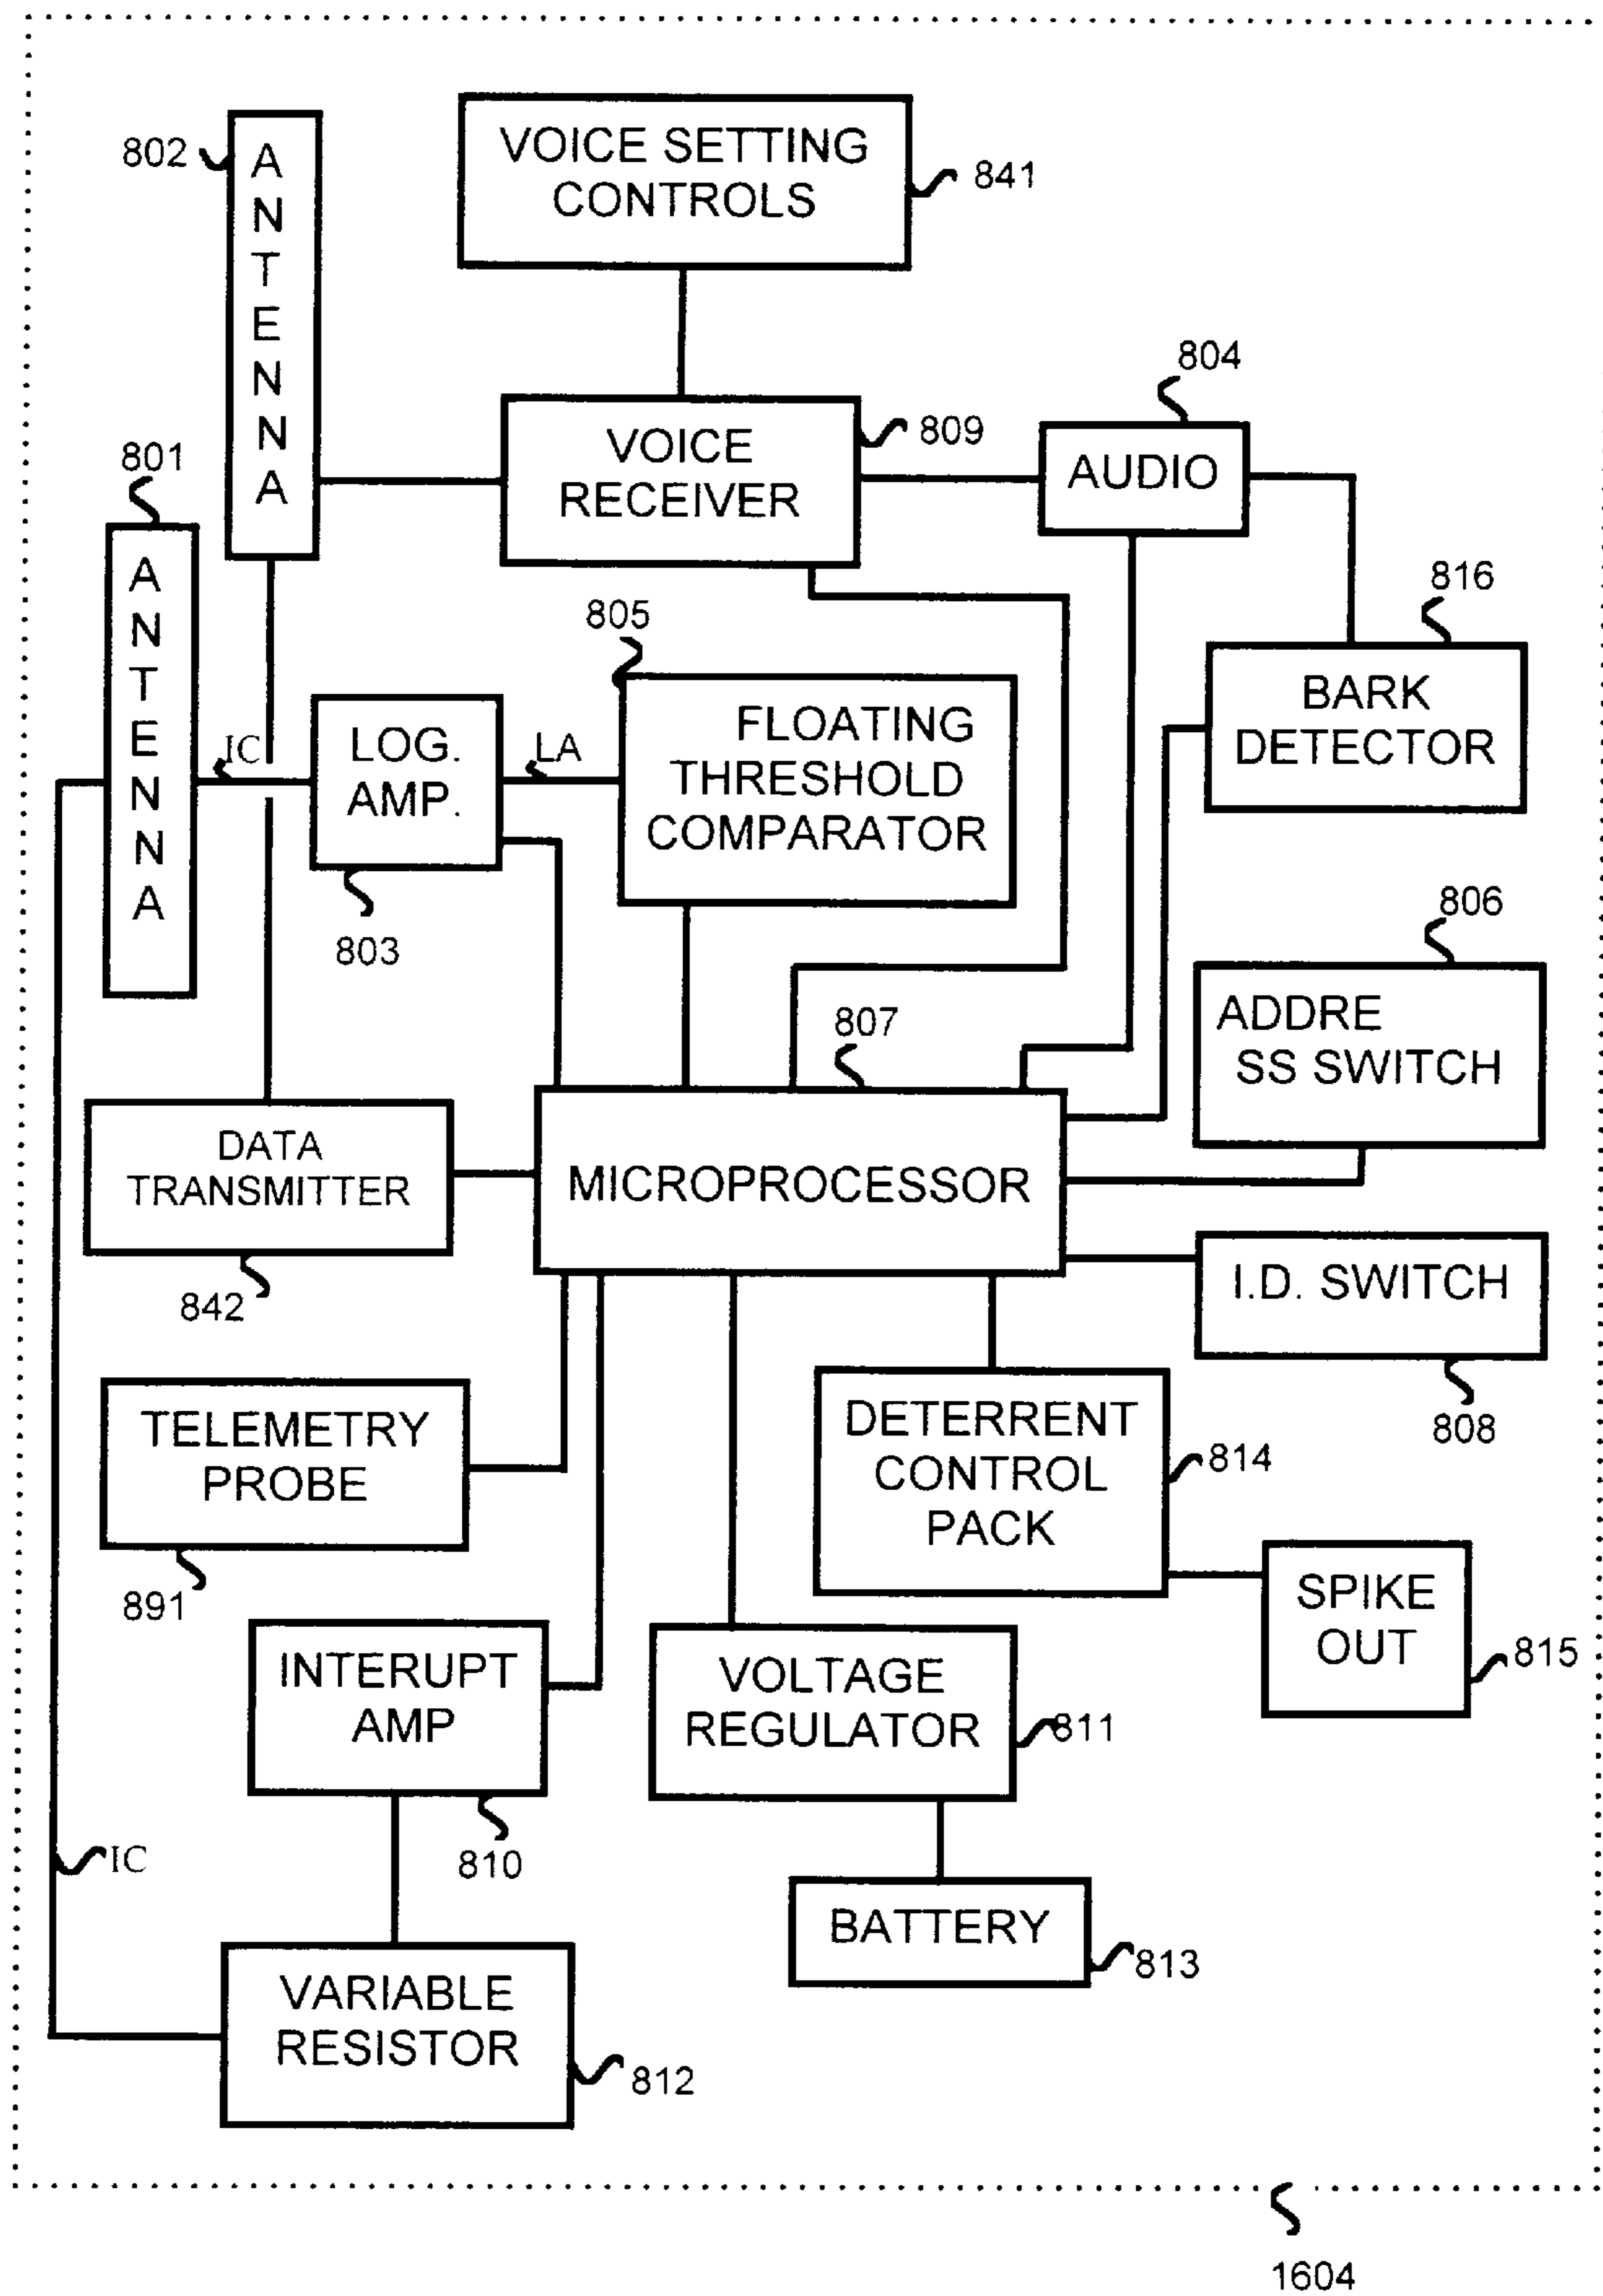 802
ANTENNA
VOICE SETTING
CONTROLS
841
804
801
ANTENNA
VOICE
RECEIVER
809
AUDIO
816
805
BARK
DETECTOR
IC
LOG.
AMP.
LA
FLOATING
THRESHOLD
COMPARATOR
803
806
ADDRE
SS SWITCH
807
DATA
TRANSMITTER
MICROPROCESSOR
842
I.D. SWITCH
808
TELEMETRY
PROBE
891
DETERRENT
CONTROL
PACK
814
SPIKE
OUT
815
INTERUPT
AMP
810
VOLTAGE
REGULATOR
811
IC
BATTERY
813
VARIABLE
RESISTOR
812
1604